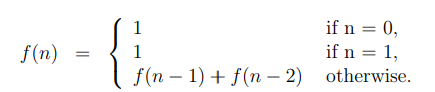 1 if n = 0,
f(n) = { 1 if n = 1,
f(n − 1) + f(n − 2) otherwise.